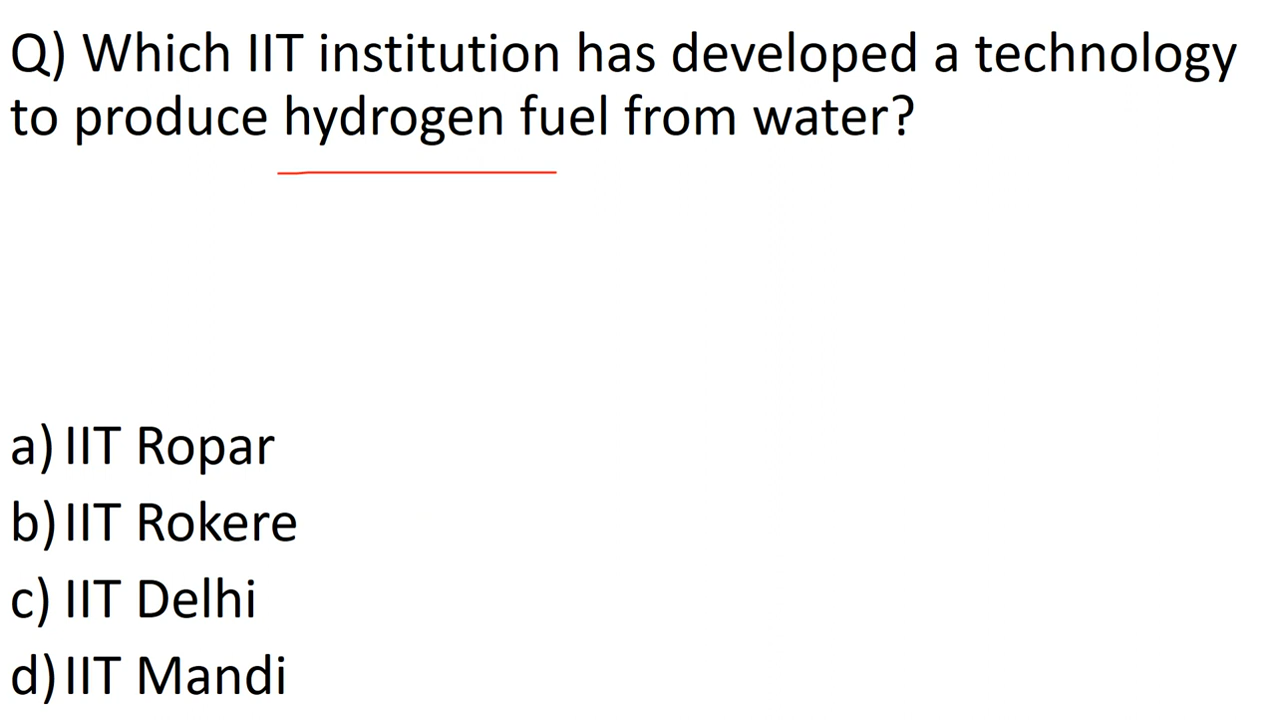 Q) Which IIT institution has developed a technology
to produce hydrogen fuel from water?
a) IIT Ropar
b) IIT Rokere
c) IIT Delhi
d) IIT Mandi